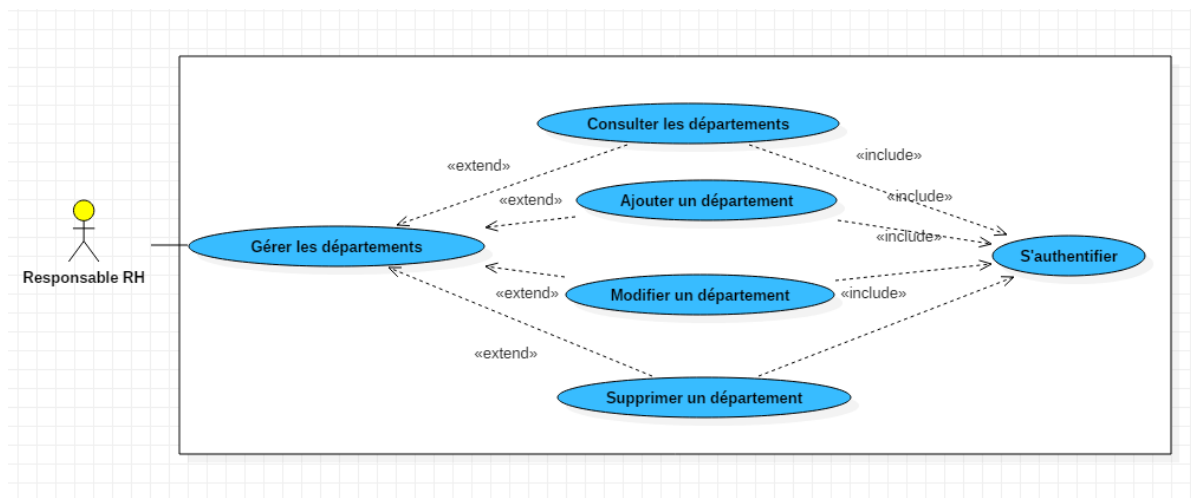 Consulter les départements
«extend»
«include»
Ajouter un département
«extend»
«include»
Gérer les départements
«include»
S'authentifier
Responsable RH
Modifier un département
«extend»
«include»
«extend»
Supprimer un département